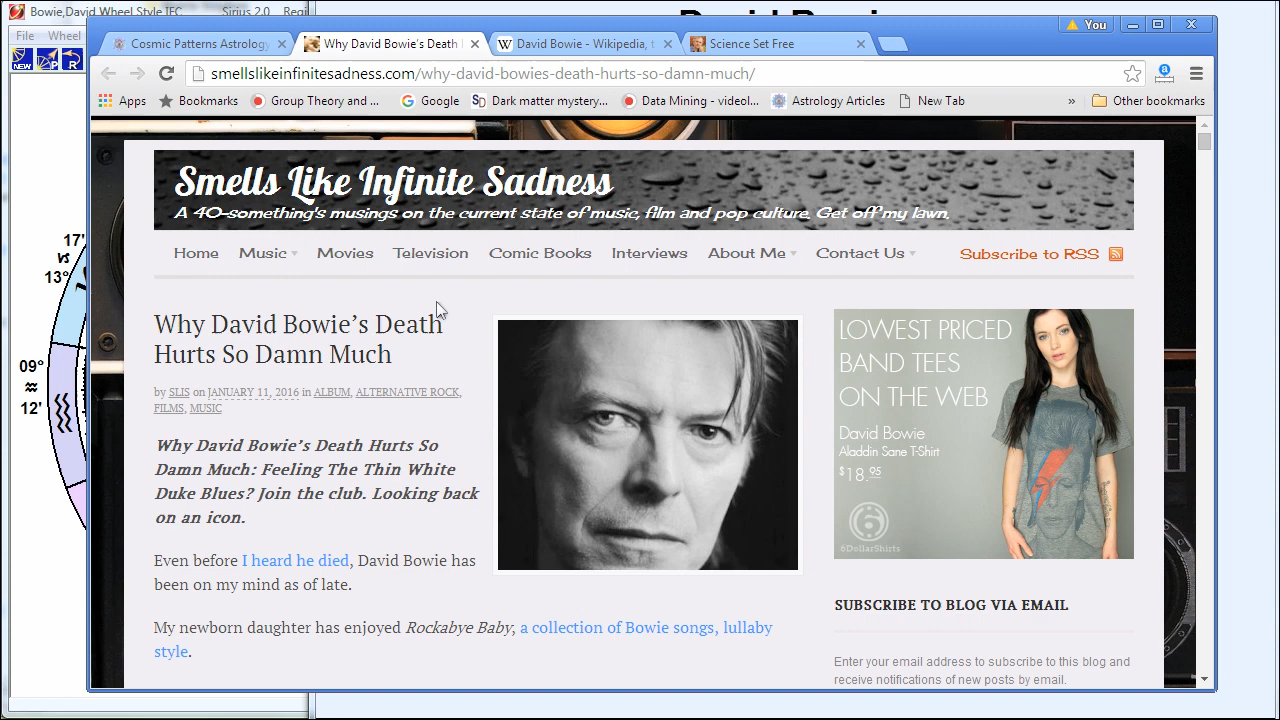 Bowie,David Wheel Style JFC Sirius 2.0 Regi
File Wheel
NEW P R
17'
13°
09°
12'
You
Cosmic Patterns Astrology
Why David Bowie's Death
David Bowie - Wikipedia, t
Science Set Free
smellslikeinfinitesadness.com/why-david-bowies-death-hurts-so-damn-much/
Apps Bookmarks Group Theory and ... Google Dark matter mystery... Data Mining - videol... Astrology Articles New Tab » Other bookmarks
Smells Like Infinite Sadness
A 40-something's musings on the current state of music, film and pop culture. Get off my lawn.
Home Music Movies Television Comic Books Interviews About Me Contact Us Subscribe to RSS
Why David Bowie's Death
Hurts So Damn Much
by SLIS on JANUARY 11, 2016 in ALBUM, ALTERNATIVE ROCK,
FILMS, MUSIC
Why David Bowie's Death Hurts So
Damn Much: Feeling The Thin White
Duke Blues? Join the club. Looking back
on an icon.
Even before I heard he died, David Bowie has
been on my mind as of late.
My newborn daughter has enjoyed Rockabye Baby, a collection of Bowie songs, lullaby
style.
LOWEST PRICED
BAND TEES
ON THE WEB
David Bowie
Aladdin Sane T-Shirt
$18.95
6DollarShirts
SUBSCRIBE TO BLOG VIA EMAIL
Enter your email address to subscribe to this blog and
receive notifications of new posts by email.